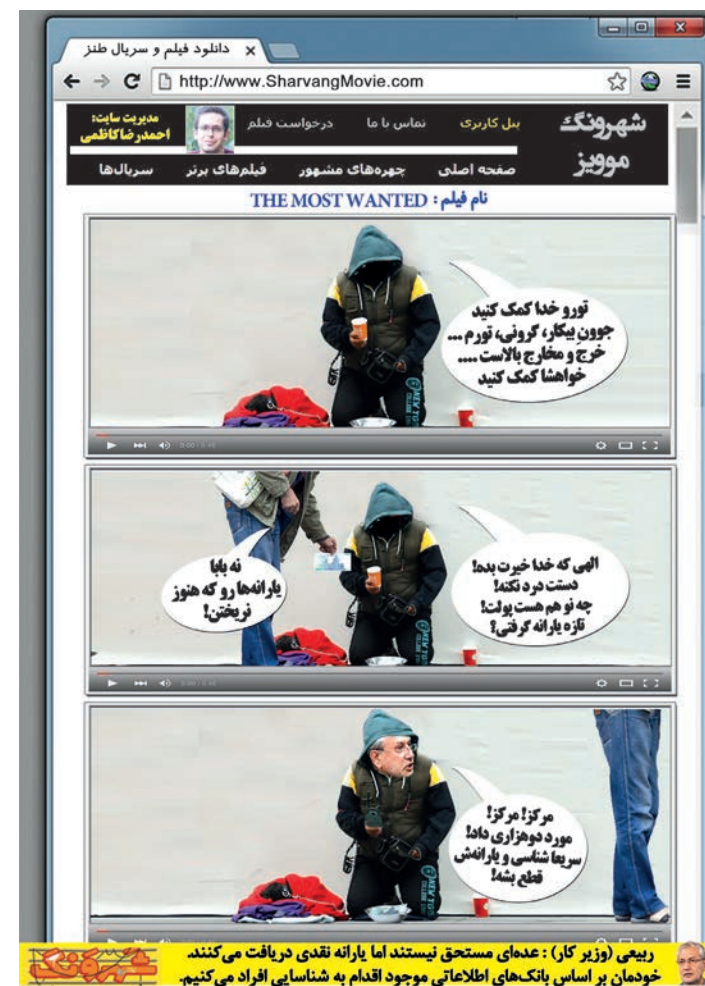 دانلود فیلم و سریال طنز
http://www.SharvangMovie.com
شهرونگ
موویز
پنل کاربری
تماس با ما
درخواست فیلم
مدیریت سایت:
احمدرضاکاظمی
صفحه اصلی
چهره‌های مشهور
فیلم‌های برتر
سریال‌ها
نام فیلم : THE MOST WANTED
تورو خدا کمک کنید
جوونِ بیکار، گرونی، تورم ...
خرج و مخارج بالاست ....
خواهشا کمک کنید
الهی که خدا خیرت بده!
دستت درد نکنه!
چه نو هم هست پولت!
تازه یارانه گرفتی؟
نه بابا
یارانه‌ها رو که هنوز
نریختن!
مرکز! مرکز!
مورد دوهزاری داد!
سریعا شناسی و یارانه‌ش
قطع بشه!
ربیعی (وزیر کار) : عده‌ای مستحق نیستند اما یارانه نقدی دریافت می‌کنند.
خودمان بر اساس بانک‌های اطلاعاتی موجود اقدام به شناسایی افراد می‌کنیم.
شهرونگ